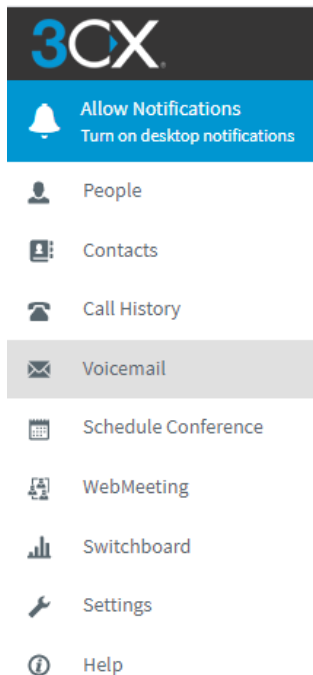 3CX
Allow Notifications
Turn on desktop notifications
People
Contacts
Call History
Voicemail
Schedule Conference
WebMeeting
Switchboard
Settings
Help